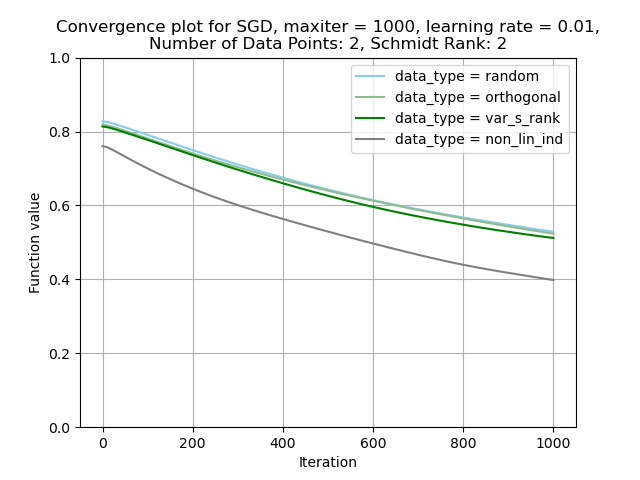 Convergence plot for SGD, maxiter = 1000, learning rate = 0.01,
Number of Data Points: 2, Schmidt Rank: 2
1.0
0.8
0.6
0.4
0.2
0.0
Function value
data_type = random
data_type = orthogonal
data_type = var_s_rank
data_type = non_lin_ind
0 200 400 600 800 1000
Iteration